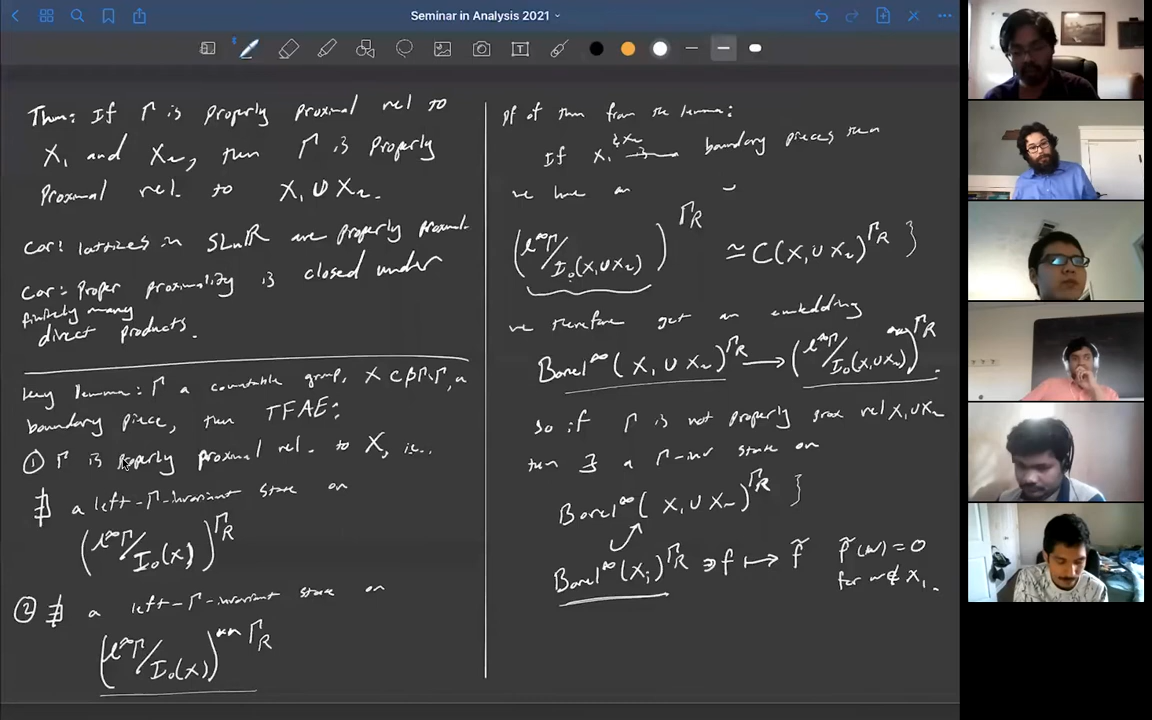 Seminar in Analysis 2021
Thm: If Γ is properly proximal rel to
X₁ and X₂, then Γ is properly
proximal rel. to X₁ ∪ X₂.
Cor: lattices in SLₙℝ are properly proximal.
Cor: Proper proximality is closed under
finitely many
direct products.
Key lemma: Γ a countable group, X ⊂ βΓ\Γ, a
boundary piece, then TFAE:
① Γ is properly proximal rel. to X, i.e.,
∄ a left-Γ-invariant state on
(ℓ^∞Γ/I₀(X))^{Γ_R}
② ∄ a left-Γ-invariant state on
(ℓ^∞Γ/I₀(X))^{** Γ_R}
Pf of thm from the lemma:
If X₁ & X₂ boundary pieces then
we have an
(ℓ^∞Γ/I₀(X₁∪X₂))^{Γ_R} ≃ C(X₁∪X₂)^{Γ_R} }
we therefore get an embedding
Borel^∞(X₁ ∪ X₂)^{Γ_R} → (ℓ^∞Γ/I₀(X₁∪X₂))^{** Γ_R}.
so if Γ is not properly prox rel X₁∪X₂
then ∃ a Γ-inv state on
Borel^∞(X₁ ∪ X₂)^{Γ_R} }
Borel^∞(X_i)^{Γ_R} ∋ f ↦ f̃ f̃(w) = 0
for w ∉ X₁.